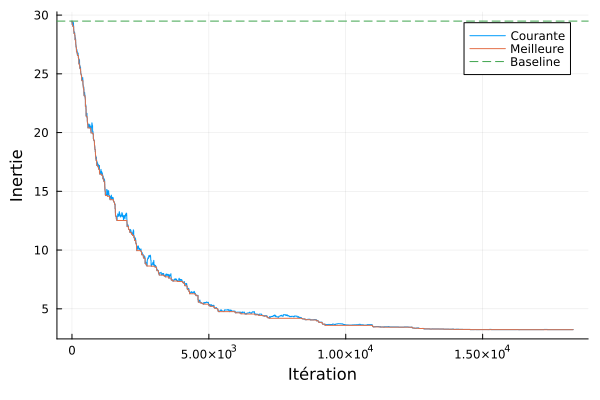 30
25
20
15
10
5
Inertie
Courante
Meilleure
Baseline
0
5.00×10³
1.00×10⁴
1.50×10⁴
Itération